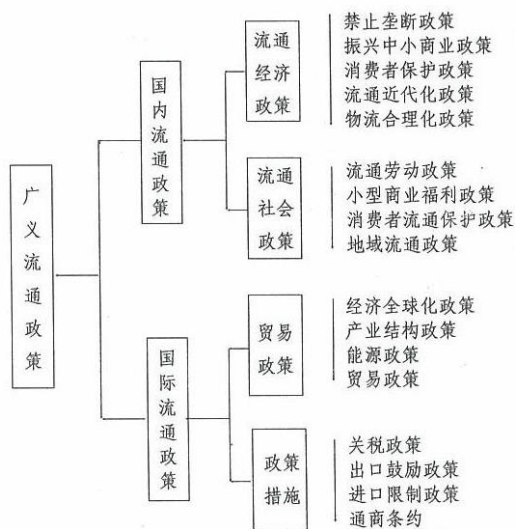 广义流通政策
国内流通政策
流通
经济
政策
禁止垄断政策
振兴中小商业政策
消费者保护政策
流通近代化政策
物流合理化政策
流通
社会
政策
流通劳动政策
小型商业福利政策
消费者流通保护政策
地域流通政策
国际流通政策
贸易
政策
经济全球化政策
产业结构政策
能源政策
贸易政策
政策
措施
关税政策
出口鼓励政策
进口限制政策
通商条约